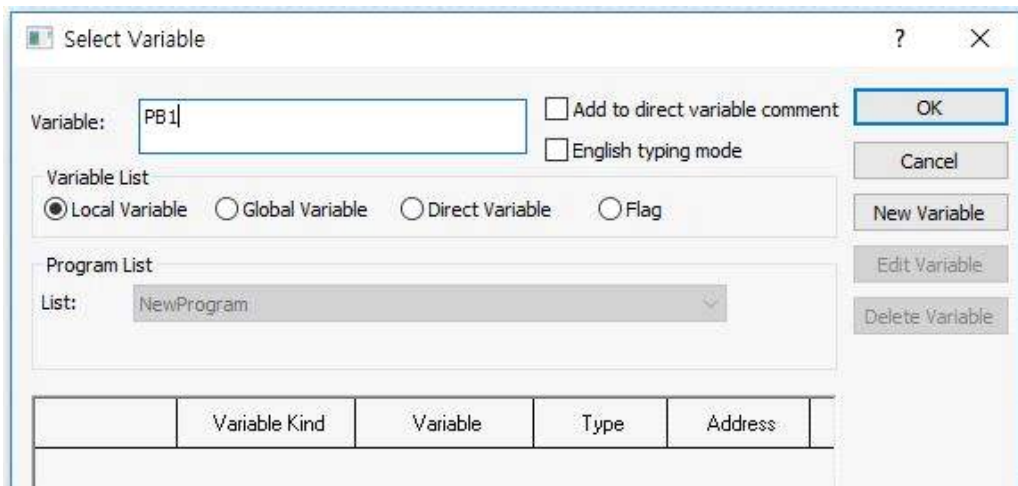 Select Variable
? X
Variable: PB1
Add to direct variable comment
English typing mode
OK
Cancel
New Variable
Edit Variable
Delete Variable
Variable List
Local Variable Global Variable Direct Variable Flag
Program List
List: NewProgram
Variable Kind Variable Type Address